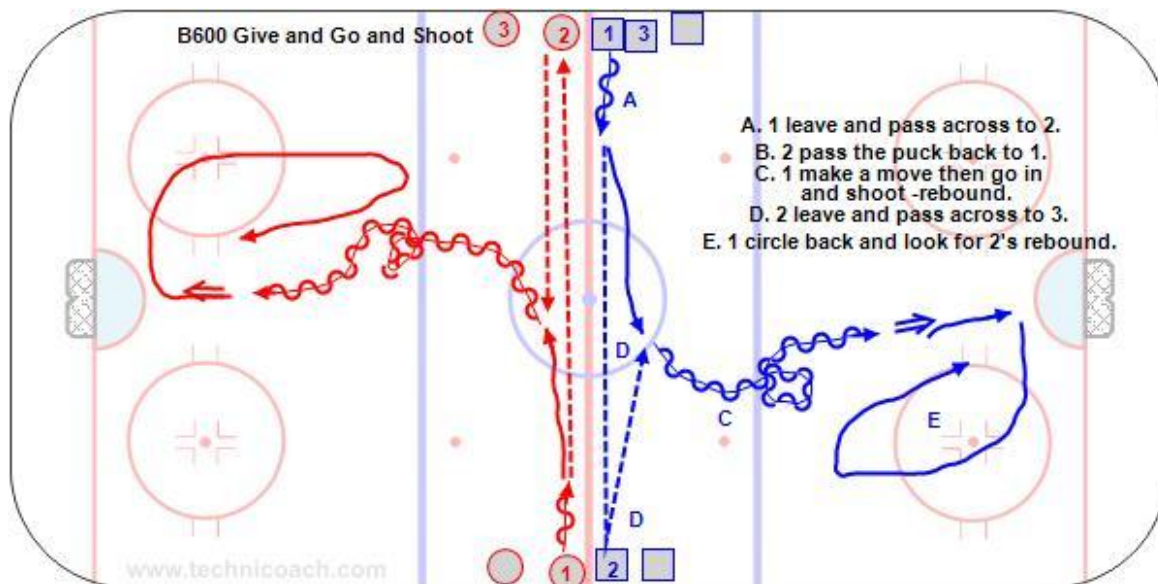 B600 Give and Go and Shoot
3
2
1
3
A
A. 1 leave and pass across to 2.
B. 2 pass the puck back to 1.
C. 1 make a move then go in
and shoot -rebound.
D. 2 leave and pass across to 3.
E. 1 circle back and look for 2's rebound.
D
C
E
D
www.technicoach.com
1
2